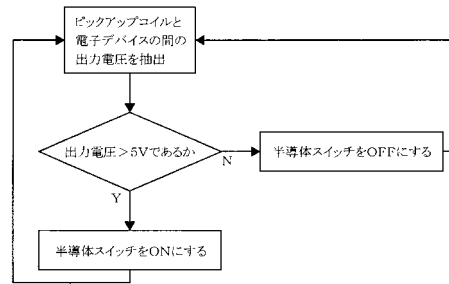 ピックアップコイルと
電子デバイスの間の
出力電圧を抽出
出力電圧>5Vであるか
N
半導体スイッチをOFFにする
Y
半導体スイッチをONにする